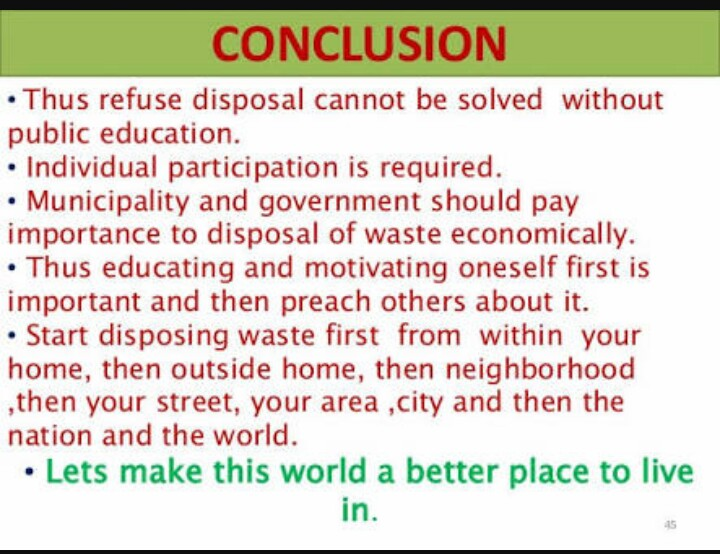 CONCLUSION
• Thus refuse disposal cannot be solved without
public education.
• Individual participation is required.
• Municipality and government should pay
importance to disposal of waste economically.
• Thus educating and motivating oneself first is
important and then preach others about it.
• Start disposing waste first from within your
home, then outside home, then neighborhood
,then your street, your area ,city and then the
nation and the world.
• Lets make this world a better place to live
in.
45